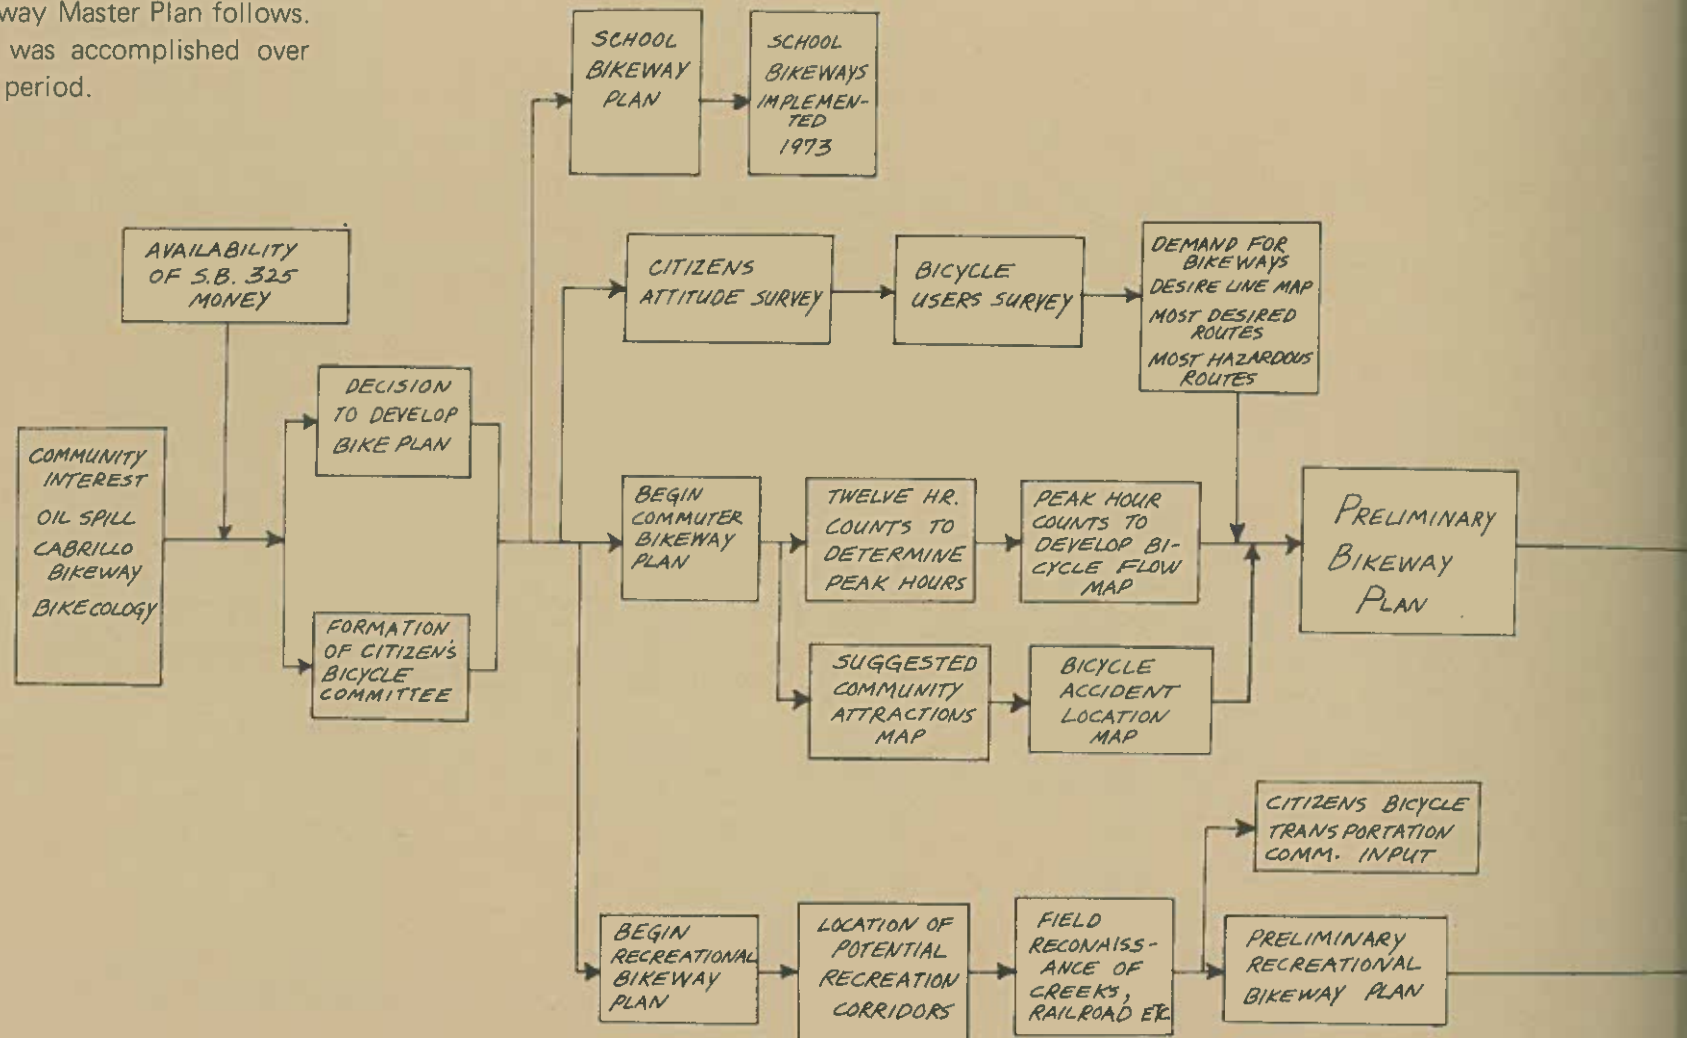 way Master Plan follows.
was accomplished over
period.
SCHOOL
BIKEWAY
PLAN
SCHOOL
BIKEWAYS
IMPLEMEN-
TED
1973
AVAILABILITY
OF S.B. 325
MONEY
CITIZENS
ATTITUDE SURVEY
BICYCLE
USERS SURVEY
DEMAND FOR
BIKEWAYS
DESIRE LINE MAP
MOST DESIRED
ROUTES
MOST HAZARDOUS
ROUTES
COMMUNITY
INTEREST
OIL SPILL
CABRILLO
BIKEWAY
BIKECOLOGY
DECISION
TO DEVELOP
BIKE PLAN
FORMATION
OF CITIZEN'S
BICYCLE
COMMITTEE
BEGIN
COMMUTER
BIKEWAY
PLAN
TWELVE HR.
COUNTS TO
DETERMINE
PEAK HOURS
PEAK HOUR
COUNTS TO
DEVELOP BI-
CYCLE FLOW
MAP
PRELIMINARY
BIKEWAY
PLAN
SUGGESTED
COMMUNITY
ATTRACTIONS
MAP
BICYCLE
ACCIDENT
LOCATION
MAP
CITIZENS BICYCLE
TRANSPORTATION
COMM. INPUT
BEGIN
RECREATIONAL
BIKEWAY
PLAN
LOCATION OF
POTENTIAL
RECREATION
CORRIDORS
FIELD
RECONAISS-
ANCE OF
CREEKS,
RAILROAD ETC
PRELIMINARY
RECREATIONAL
BIKEWAY PLAN